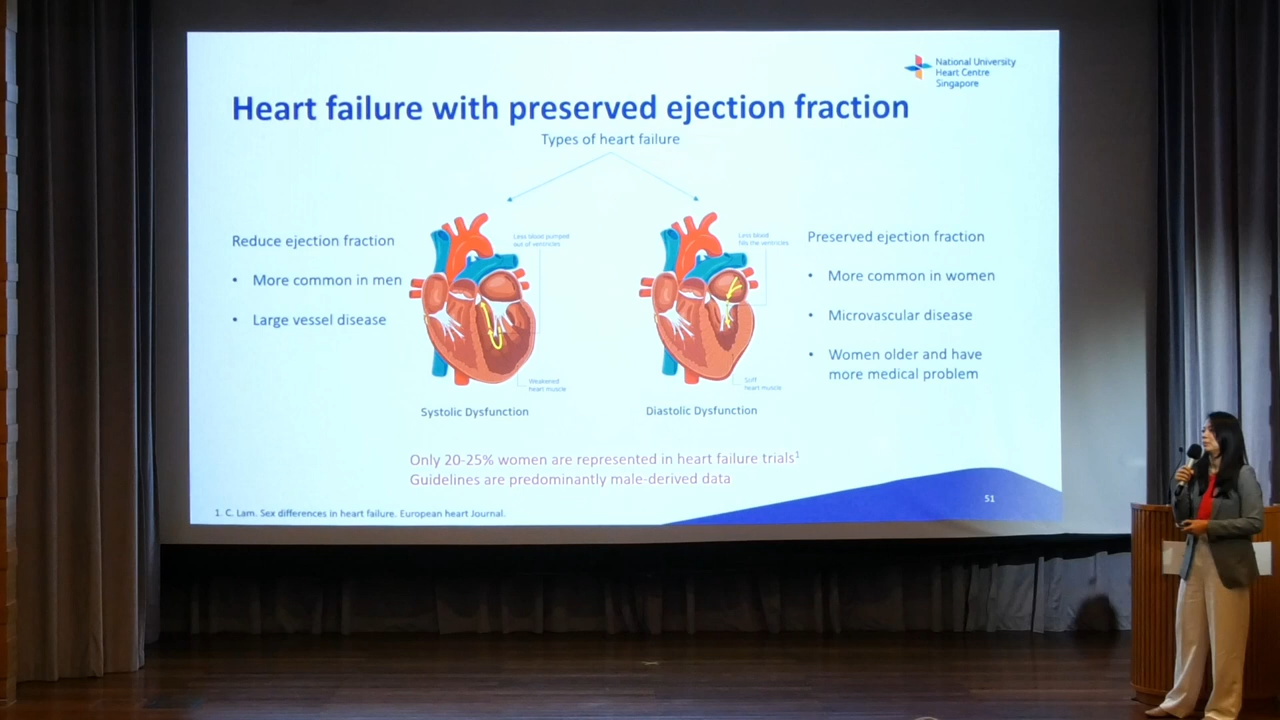 National University
Heart Centre
Singapore
Heart failure with preserved ejection fraction
Types of heart failure
Reduce ejection fraction
• More common in men
• Large vessel disease
Less blood pumped
out of ventricles
Weakened
heart muscle
Systolic Dysfunction
Less blood
fills the ventricles
Stiff
heart muscle
Diastolic Dysfunction
Preserved ejection fraction
• More common in women
• Microvascular disease
• Women older and have
more medical problem
Only 20-25% women are represented in heart failure trials1
Guidelines are predominantly male-derived data
51
1. C. Lam. Sex differences in heart failure. European heart Journal.